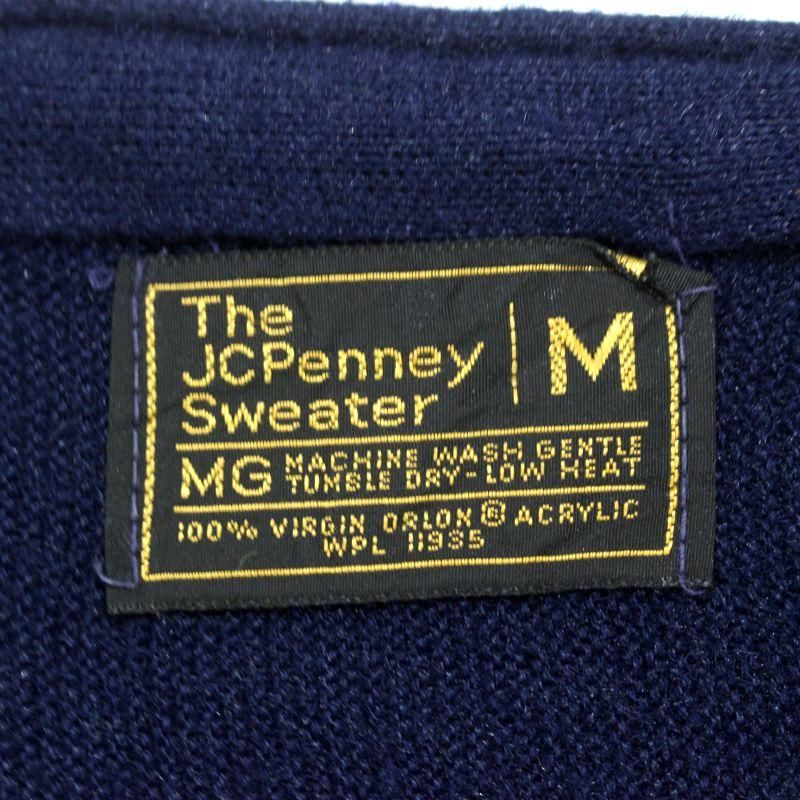 The
JCPenney
Sweater
M
MG MACHINE WASH GENTLE
TUMBLE DRY-LOW HEAT
100% VIRGIN ORLON® ACRYLIC
WPL 11935